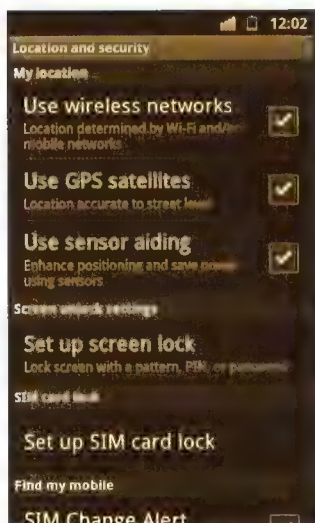 12:02
Location and security
My location
Use wireless networks
Location determined by Wi-Fi and/or
mobile networks
Use GPS satellites
Location accurate to street level
Use sensor aiding
Enhance positioning and save power
using sensors
Screen unlock settings
Set up screen lock
Lock screen with a pattern, PIN, or password
SIM card lock
Set up SIM card lock
Find my mobile
SIM Change Alert